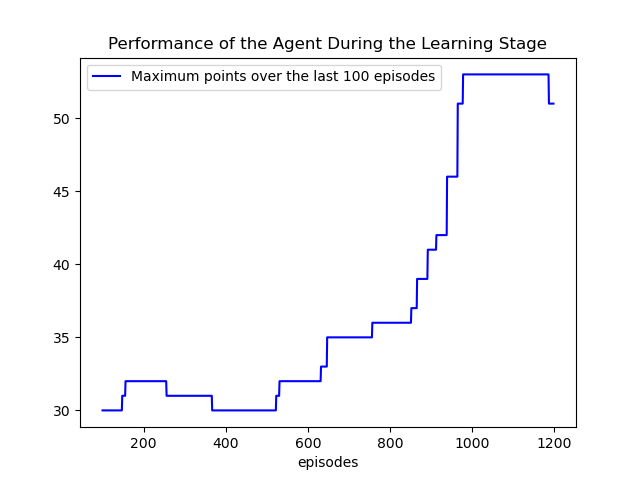 Performance of the Agent During the Learning Stage
Maximum points over the last 100 episodes
50
45
40
35
30
200 400 600 800 1000 1200
episodes